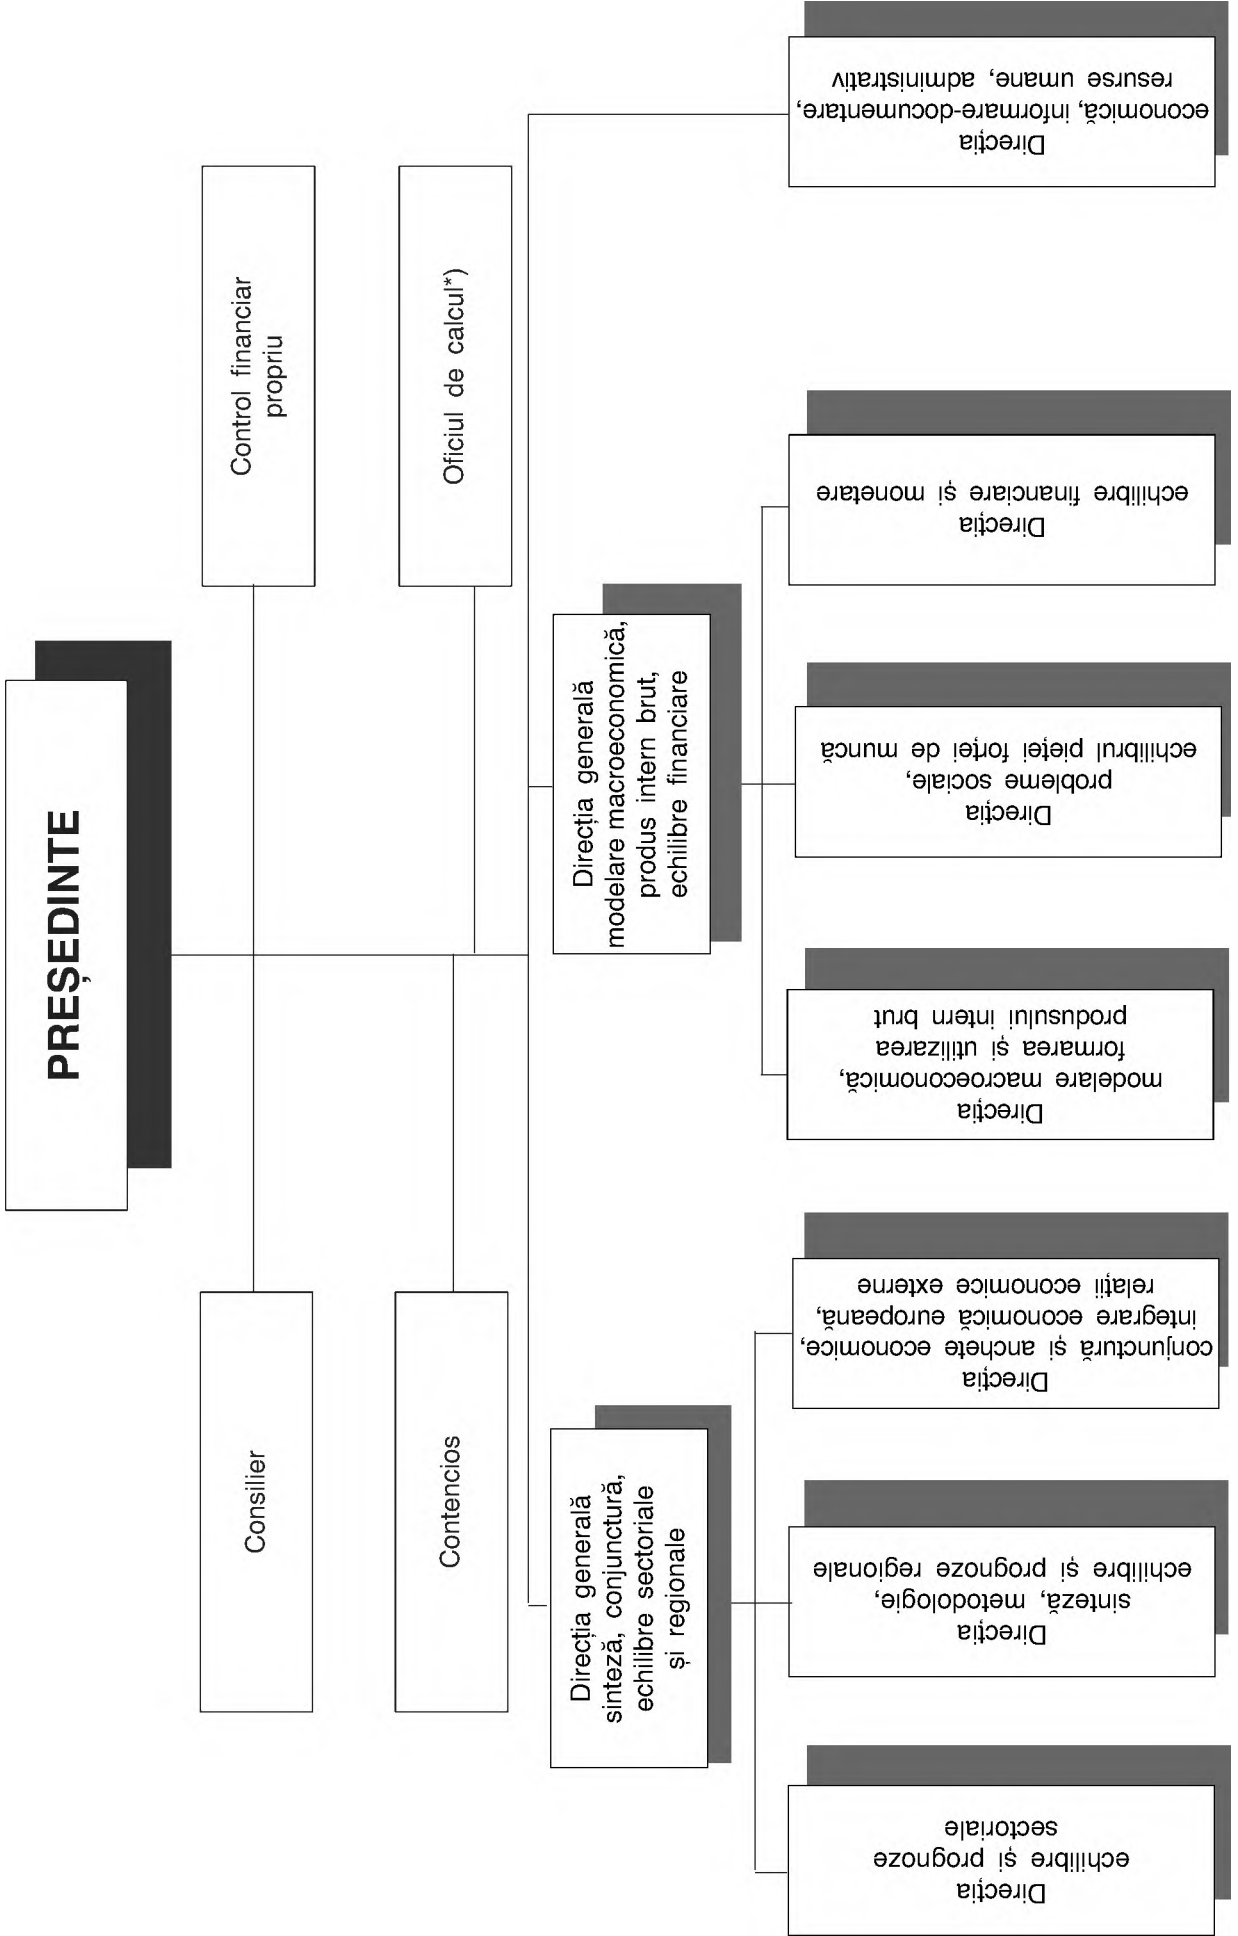 PREȘEDINTE
Consilier
Control financiar
propriu
Contencios
Oficiul de calcul*)
Direcția generală
sinteză, conjunctură,
echilibre sectoriale
și regionale
Direcția generală
modelare macroeconomică,
produs intern brut,
echilibre financiare
Direcția
echilibre și prognoze
sectoriale
Direcția
sinteză, metodologie,
echilibre și prognoze regionale
Direcția
conjunctură și anchete economice,
integrare economică europeană,
relații economice externe
Direcția
modelare macroeconomică,
formarea și utilizarea
produsului intern brut
Direcția
probleme sociale,
echilibrul pieței forței de muncă
Direcția
echilibre financiare și monetare
Direcția
economică, informare-documentare,
resurse umane, administrativ